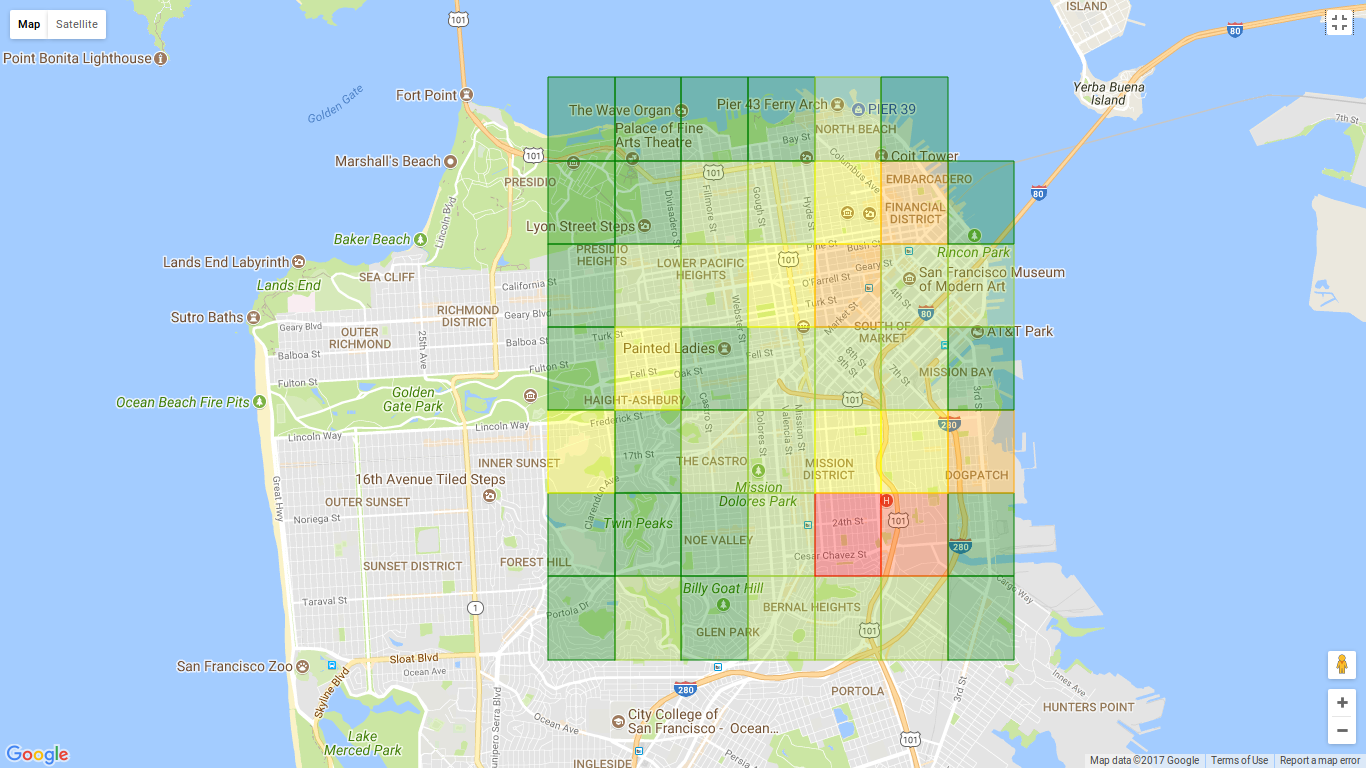 Map
Satellite
101
ISLAND
80
Point Bonita Lighthouse
Golden Gate
Fort Point
Yerba Buena
Island
7th St
The Wave Organ
Pier 43 Ferry Arch
PIER 39
Palace of Fine
Arts Theatre
Bay St
NORTH BEACH
Marshall's Beach
101
Coit Tower
Columbus Ave
101
PRESIDIO
EMBARCADERO
80
Lincoln Blvd
Divisadero St
Fillmore St
Gough St
Hyde St
FINANCIAL
DISTRICT
Lyon Street Steps
Baker Beach
PRESIDIO
HEIGHTS
Pine St
Bush St
Rincon Park
Lands End Labyrinth
SEA CLIFF
LOWER PACIFIC
HEIGHTS
101
Geary St
San Francisco Museum
of Modern Art
Lands End
California St
O'Farrell St
4th St
Turk St
Webster St
Market St
Sutro Baths
Geary Blvd
RICHMOND
DISTRICT
Geary Blvd
80
OUTER
RICHMOND
25th Ave
Turk St
SOUTH OF
MARKET
AT&T Park
Balboa St
Balboa St
Painted Ladies
Fell St
8th St
9th St
7th St
Fulton St
Fulton St
Fell St
Oak St
MISSION BAY
Golden
Gate Park
Ocean Beach Fire Pits
HAIGHT-ASHBURY
Castro St
101
3rd St
Lincoln Way
Lincoln Way
Frederick St
Dolores St
Valencia St
Mission St
280
INNER SUNSET
17th St
THE CASTRO
MISSION
DISTRICT
DOGPATCH
16th Avenue Tiled Steps
Great Hwy
OUTER SUNSET
Clarendon Ave
Mission
Dolores Park
H
Noriega St
Twin Peaks
24th St
101
NOE VALLEY
280
SUNSET DISTRICT
FOREST HILL
Cesar Chavez St
Taraval St
1
Portola Dr
Billy Goat Hill
BERNAL HEIGHTS
Cargo Way
GLEN PARK
101
San Francisco Zoo
Sloat Blvd
Ocean Ave
Skyline Blvd
Junipero Serra Blvd
280
PORTOLA
3rd St
Innes Ave
HUNTERS POINT
City College of
San Francisco - Ocean...
Ocean Ave
Lake
Merced Park
101
Persia
INGLESIDE
Google
Map data ©2017 Google
Terms of Use
Report a map error